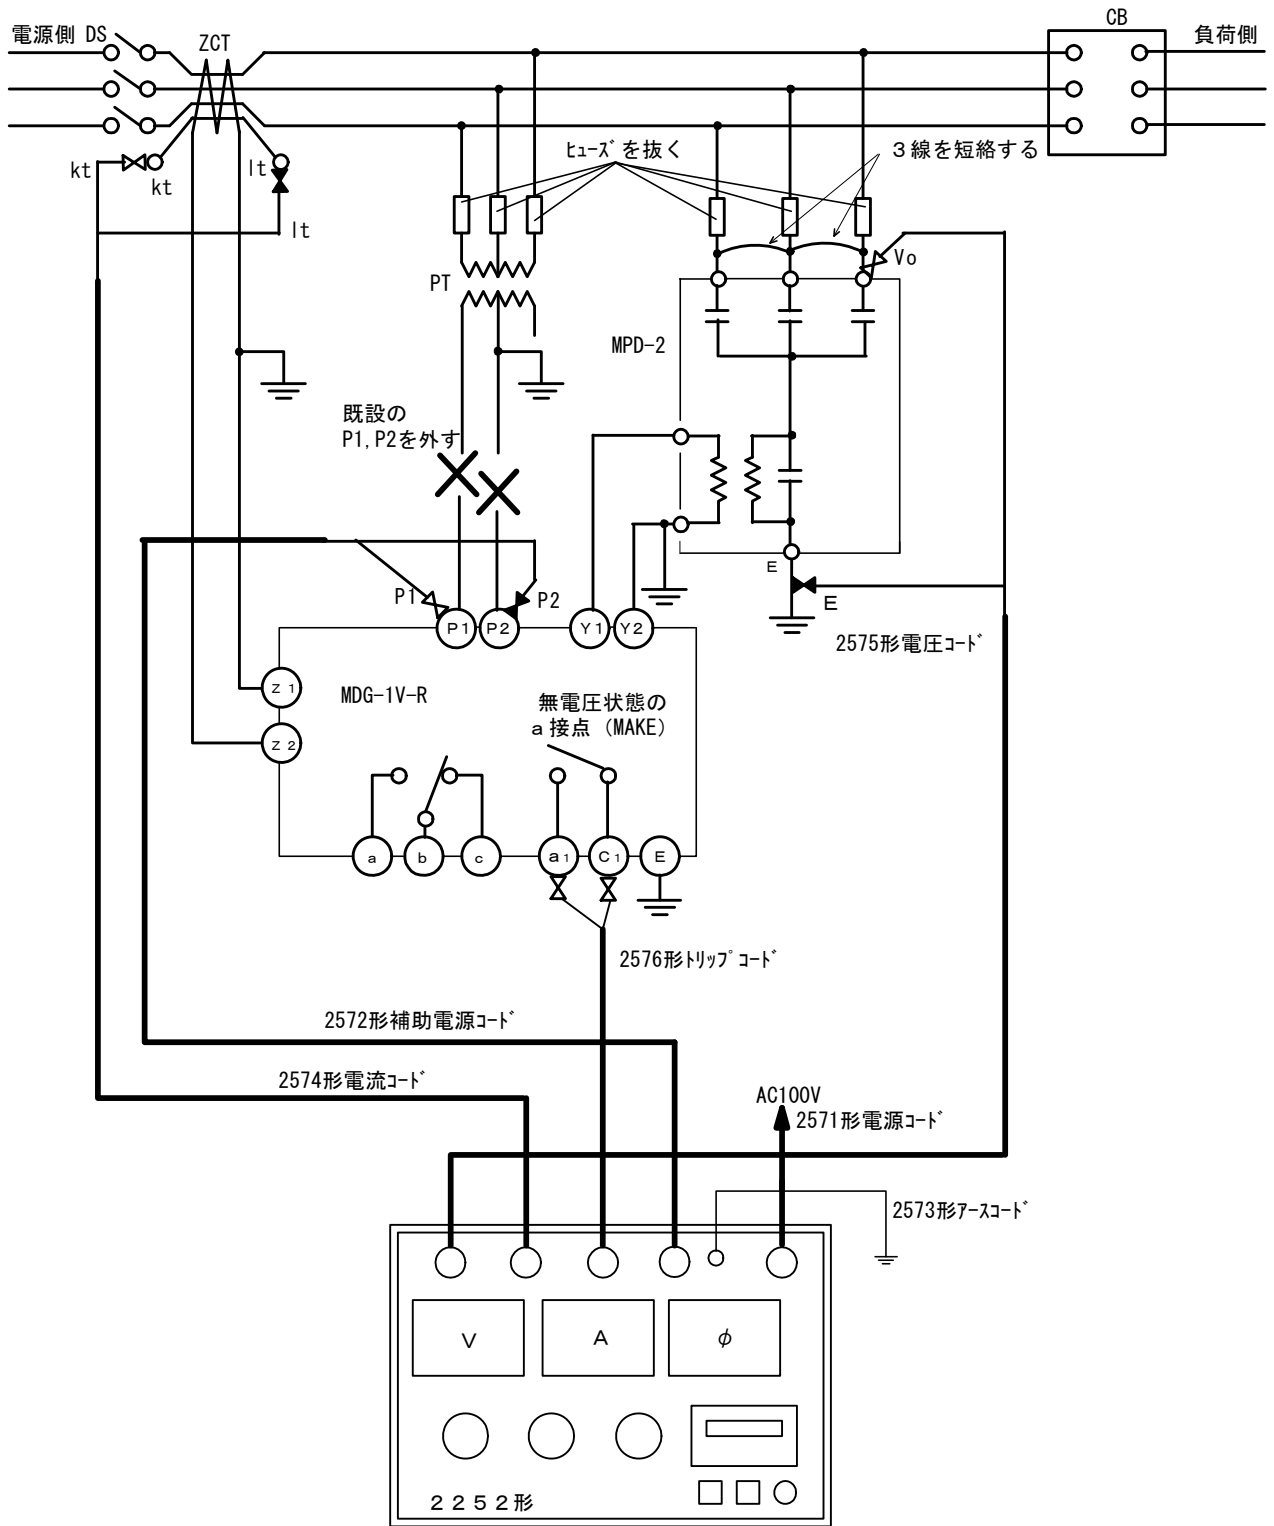 電源側 DS
ZCT
CB
負荷側
kt
kt
lt
lt
ﾋｭｰｽﾞを抜く
3線を短絡する
Vo
PT
MPD-2
既設の
P1,P2を外す
P1
P2
E
E
2575形電圧ｺｰﾄﾞ
P1
P2
Y1
Y2
Z1
Z2
MDG-1V-R
無電圧状態の
a接点 (MAKE)
a
b
c
a1
C1
E
2576形ﾄﾘｯﾌﾟｺｰﾄﾞ
2572形補助電源ｺｰﾄﾞ
2574形電流ｺｰﾄﾞ
AC100V
2571形電源ｺｰﾄﾞ
2573形ｱｰｽｺｰﾄﾞ
V
A
φ
2252形